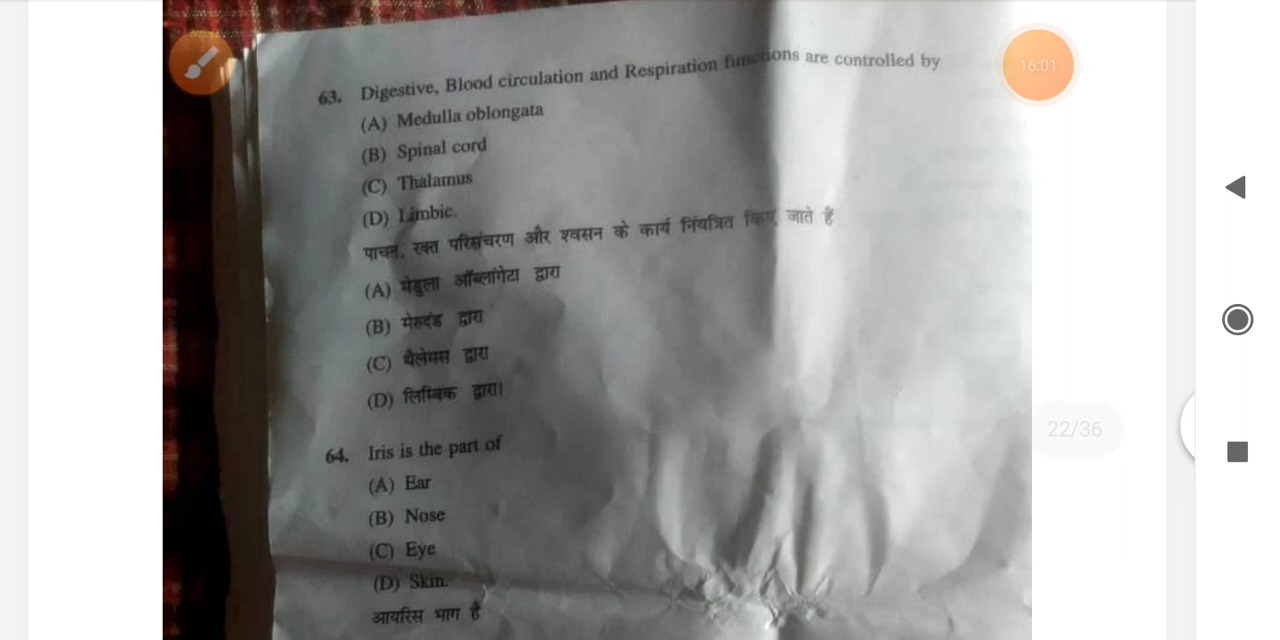 16:01
63. Digestive, Blood circulation and Respiration functions are controlled by
(A) Medulla oblongata
(B) Spinal cord
(C) Thalamus
(D) Limbic.
पाचन, रक्त परिसंचरण और श्वसन के कार्य निंयत्रित किए जाते हैं
(A) मेडुला ऑब्लांगेटा द्वारा
(B) मेरुदंड द्वारा
(C) थैलेमस द्वारा
(D) लिम्बिक द्वारा।
22/36
64. Iris is the part of
(A) Ear
(B) Nose
(C) Eye
(D) Skin.
आयरिस भाग है